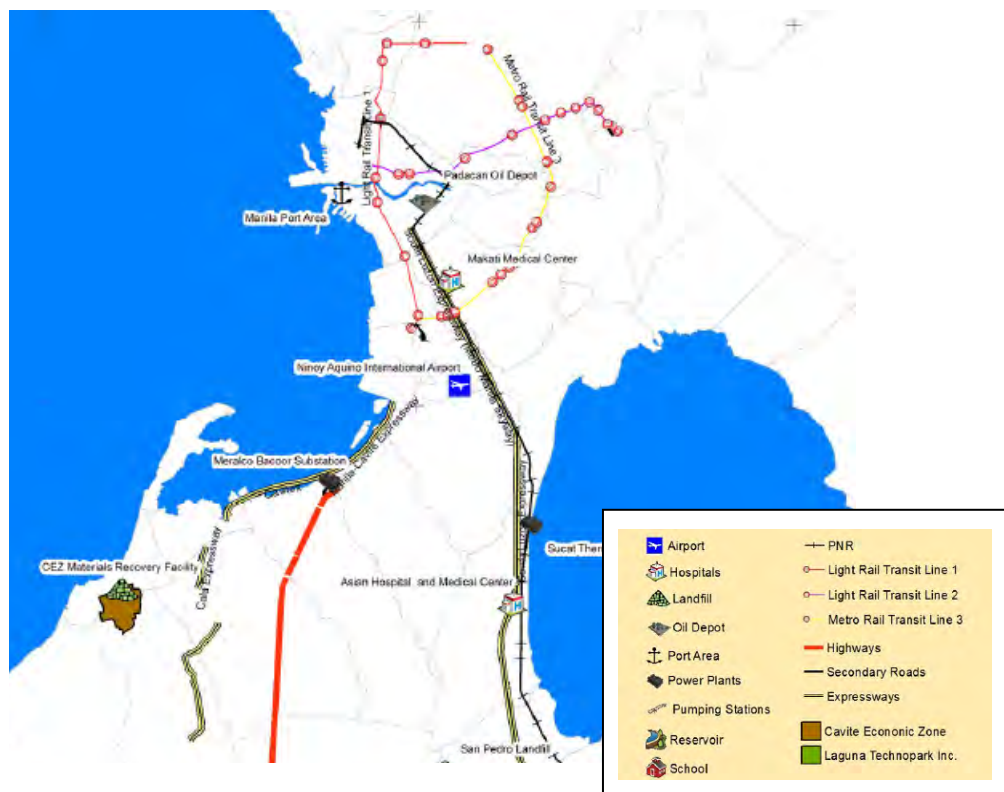 Metro Rail Transit Line 3
Light Rail Transit Line 1
Padacan Oil Depot
Manila Port Area
Makati Medical Center
Ninoy Aquino International Airport
Meralco Bacoor Substation
Cavite Expressway
CEZ Materials Recovery Facility
Expressway
Asian Hospital and Medical Center
Sucat Ther
San Pedro Landfill
Airport
Hospitals
Landfill
Oil Depot
Port Area
Power Plants
Pumping Stations
Reservoir
School
PNR
Light Rail Transit Line 1
Light Rail Transit Line 2
Metro Rail Transit Line 3
Highways
Secondary Roads
Expressways
Cavite Econonic Zone
Laguna Technopark Inc.